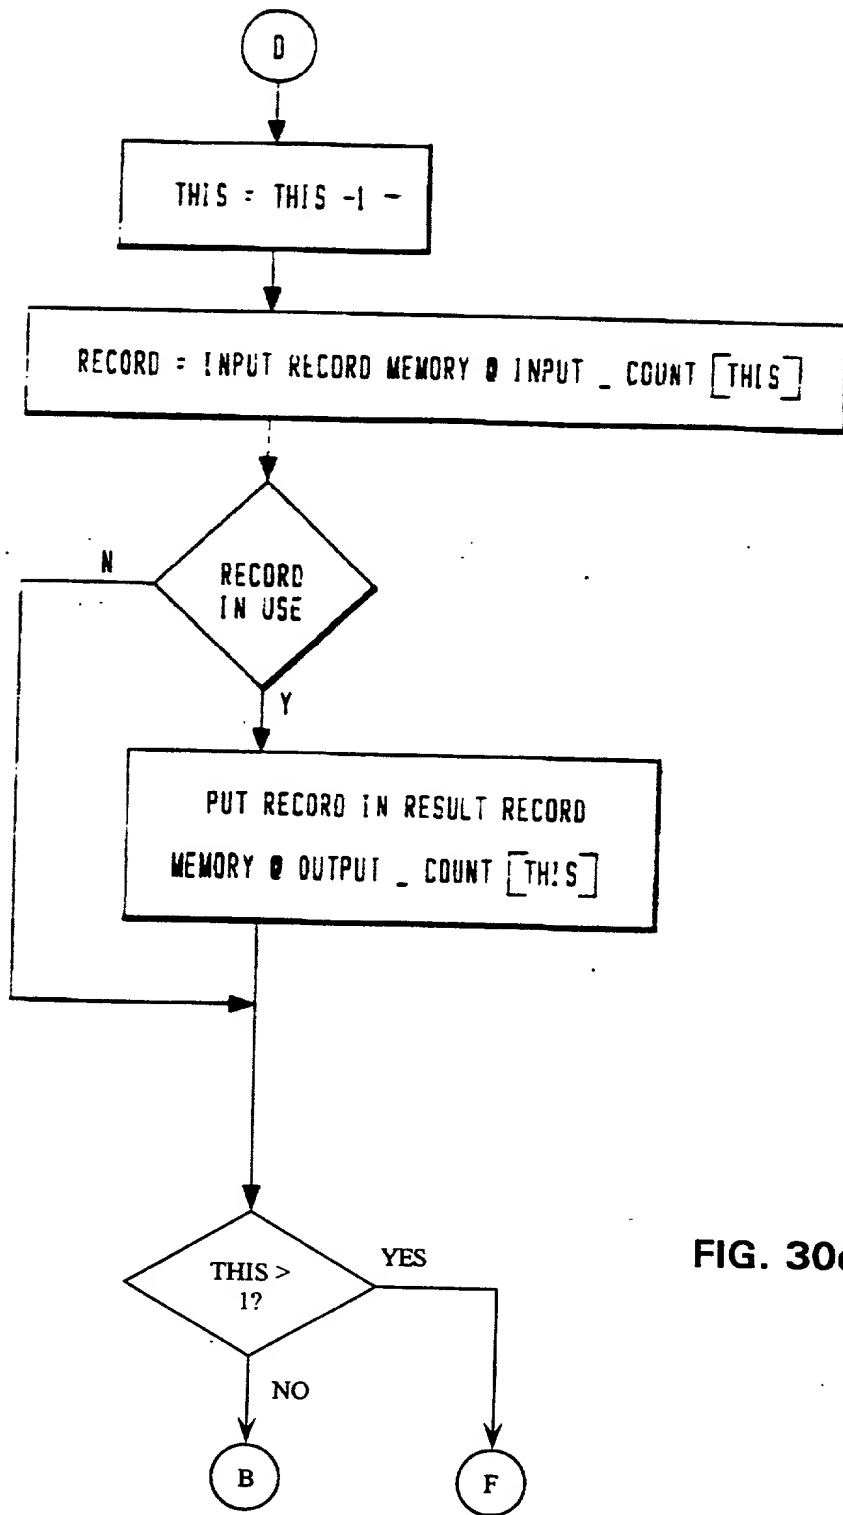 D
THIS = THIS -1 -
RECORD = INPUT RECORD MEMORY @ INPUT _ COUNT [THIS]
N
RECORD
IN USE
Y
PUT RECORD IN RESULT RECORD
MEMORY @ OUTPUT _ COUNT [THIS]
THIS >
1?
YES
FIG. 30
NO
B
F